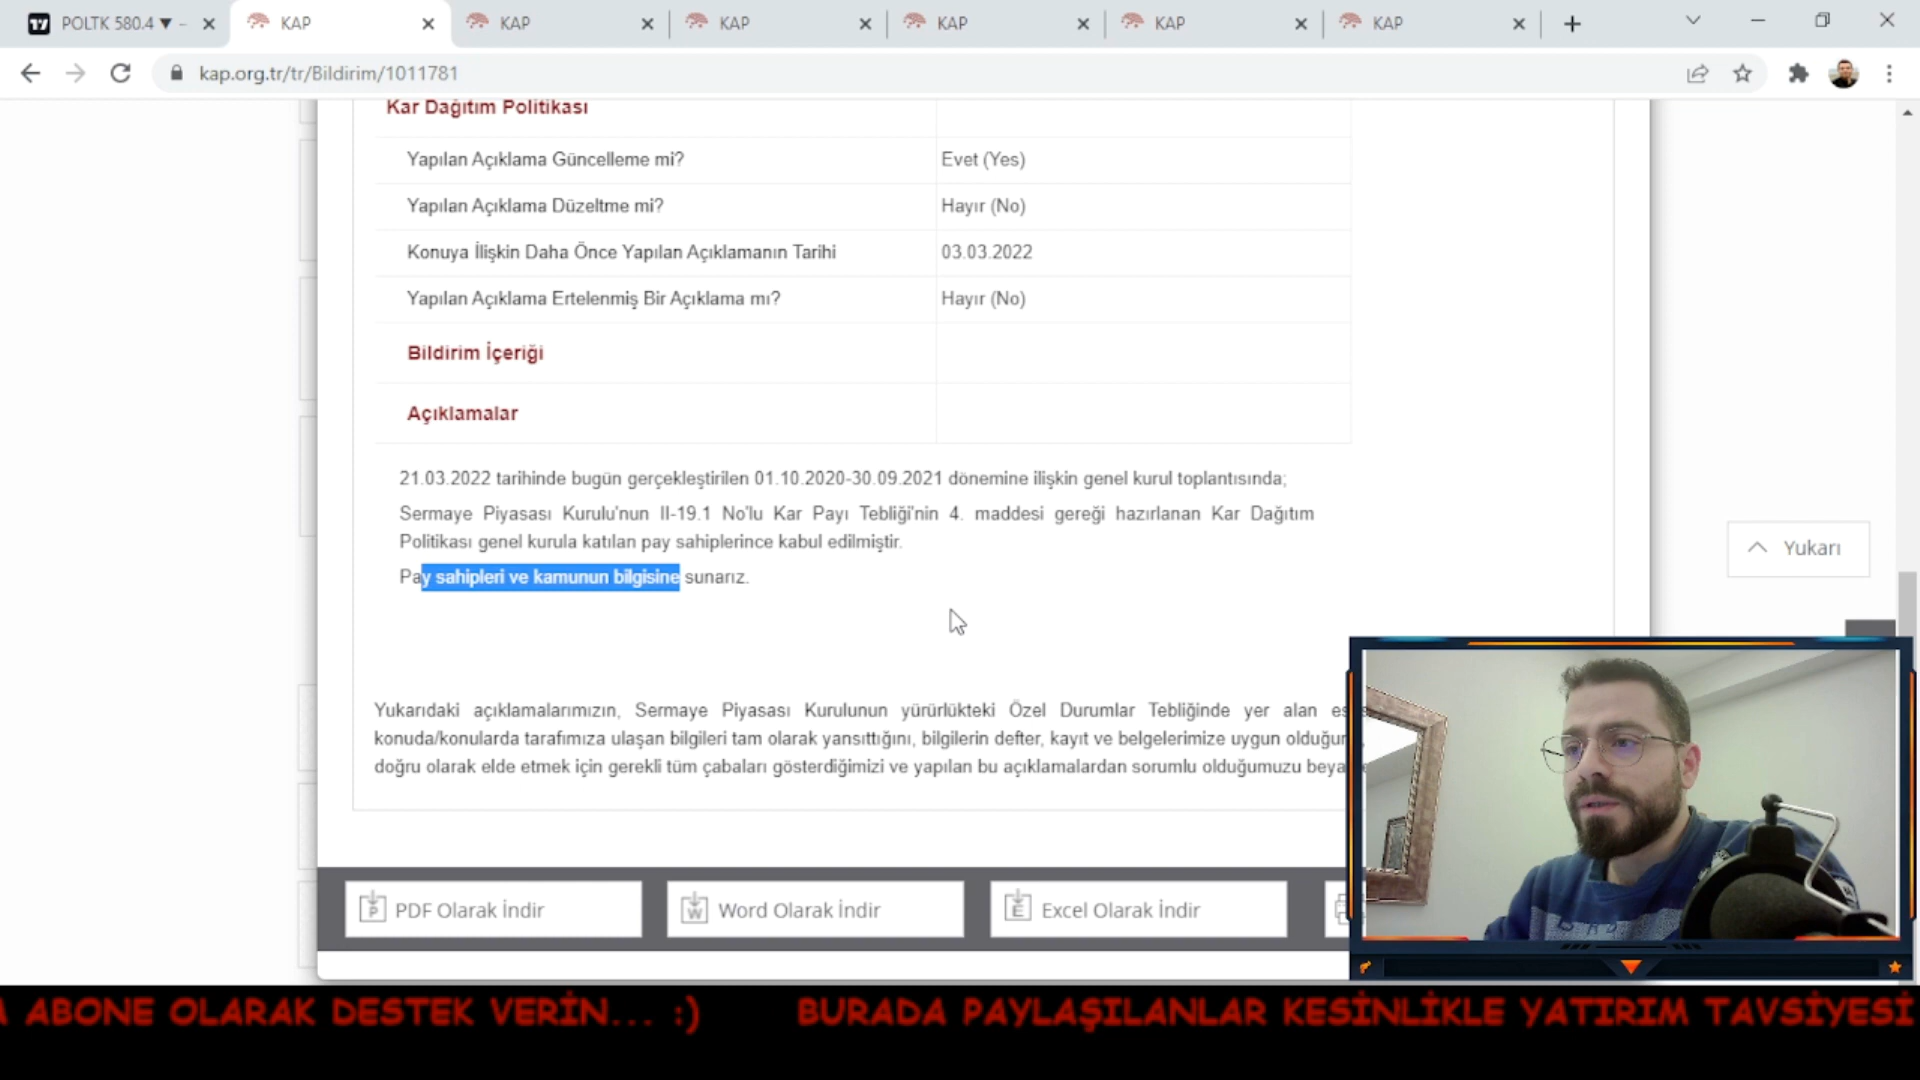 POLTK 580.4 ▼ −
KAP
KAP
KAP
KAP
KAP
KAP
kap.org.tr/tr/Bildirim/1011781
Kar Dağıtım Politikası
Yapılan Açıklama Güncelleme mi? Evet (Yes)
Yapılan Açıklama Düzeltme mi? Hayır (No)
Konuya İlişkin Daha Önce Yapılan Açıklamanın Tarihi 03.03.2022
Yapılan Açıklama Ertelenmiş Bir Açıklama mı? Hayır (No)
Bildirim İçeriği
Açıklamalar
21.03.2022 tarihinde bugün gerçekleştirilen 01.10.2020-30.09.2021 dönemine ilişkin genel kurul toplantısında;
Sermaye Piyasası Kurulu'nun II-19.1 No'lu Kar Payı Tebliği'nin 4. maddesi gereği hazırlanan Kar Dağıtım
Politikası genel kurula katılan pay sahiplerince kabul edilmiştir.
Pay sahipleri ve kamunun bilgisine sunarız.
Yukarı
Yukarıdaki açıklamalarımızın, Sermaye Piyasası Kurulunun yürürlükteki Özel Durumlar Tebliğinde yer alan
konuda/konularda tarafımıza ulaşan bilgileri tam olarak yansıttığını, bilgilerin defter, kayıt ve belgelerimize uygun
doğru olarak elde etmek için gerekli tüm çabaları gösterdiğimizi ve yapılan bu açıklamalardan sorumlu olduğumuzu
PDF Olarak İndir
Word Olarak İndir
Excel Olarak İndir
ABONE OLARAK DESTEK VERİN... :) BURADA PAYLAŞILANLAR KESİNLİKLE YATIRIM TAVSİYESİ